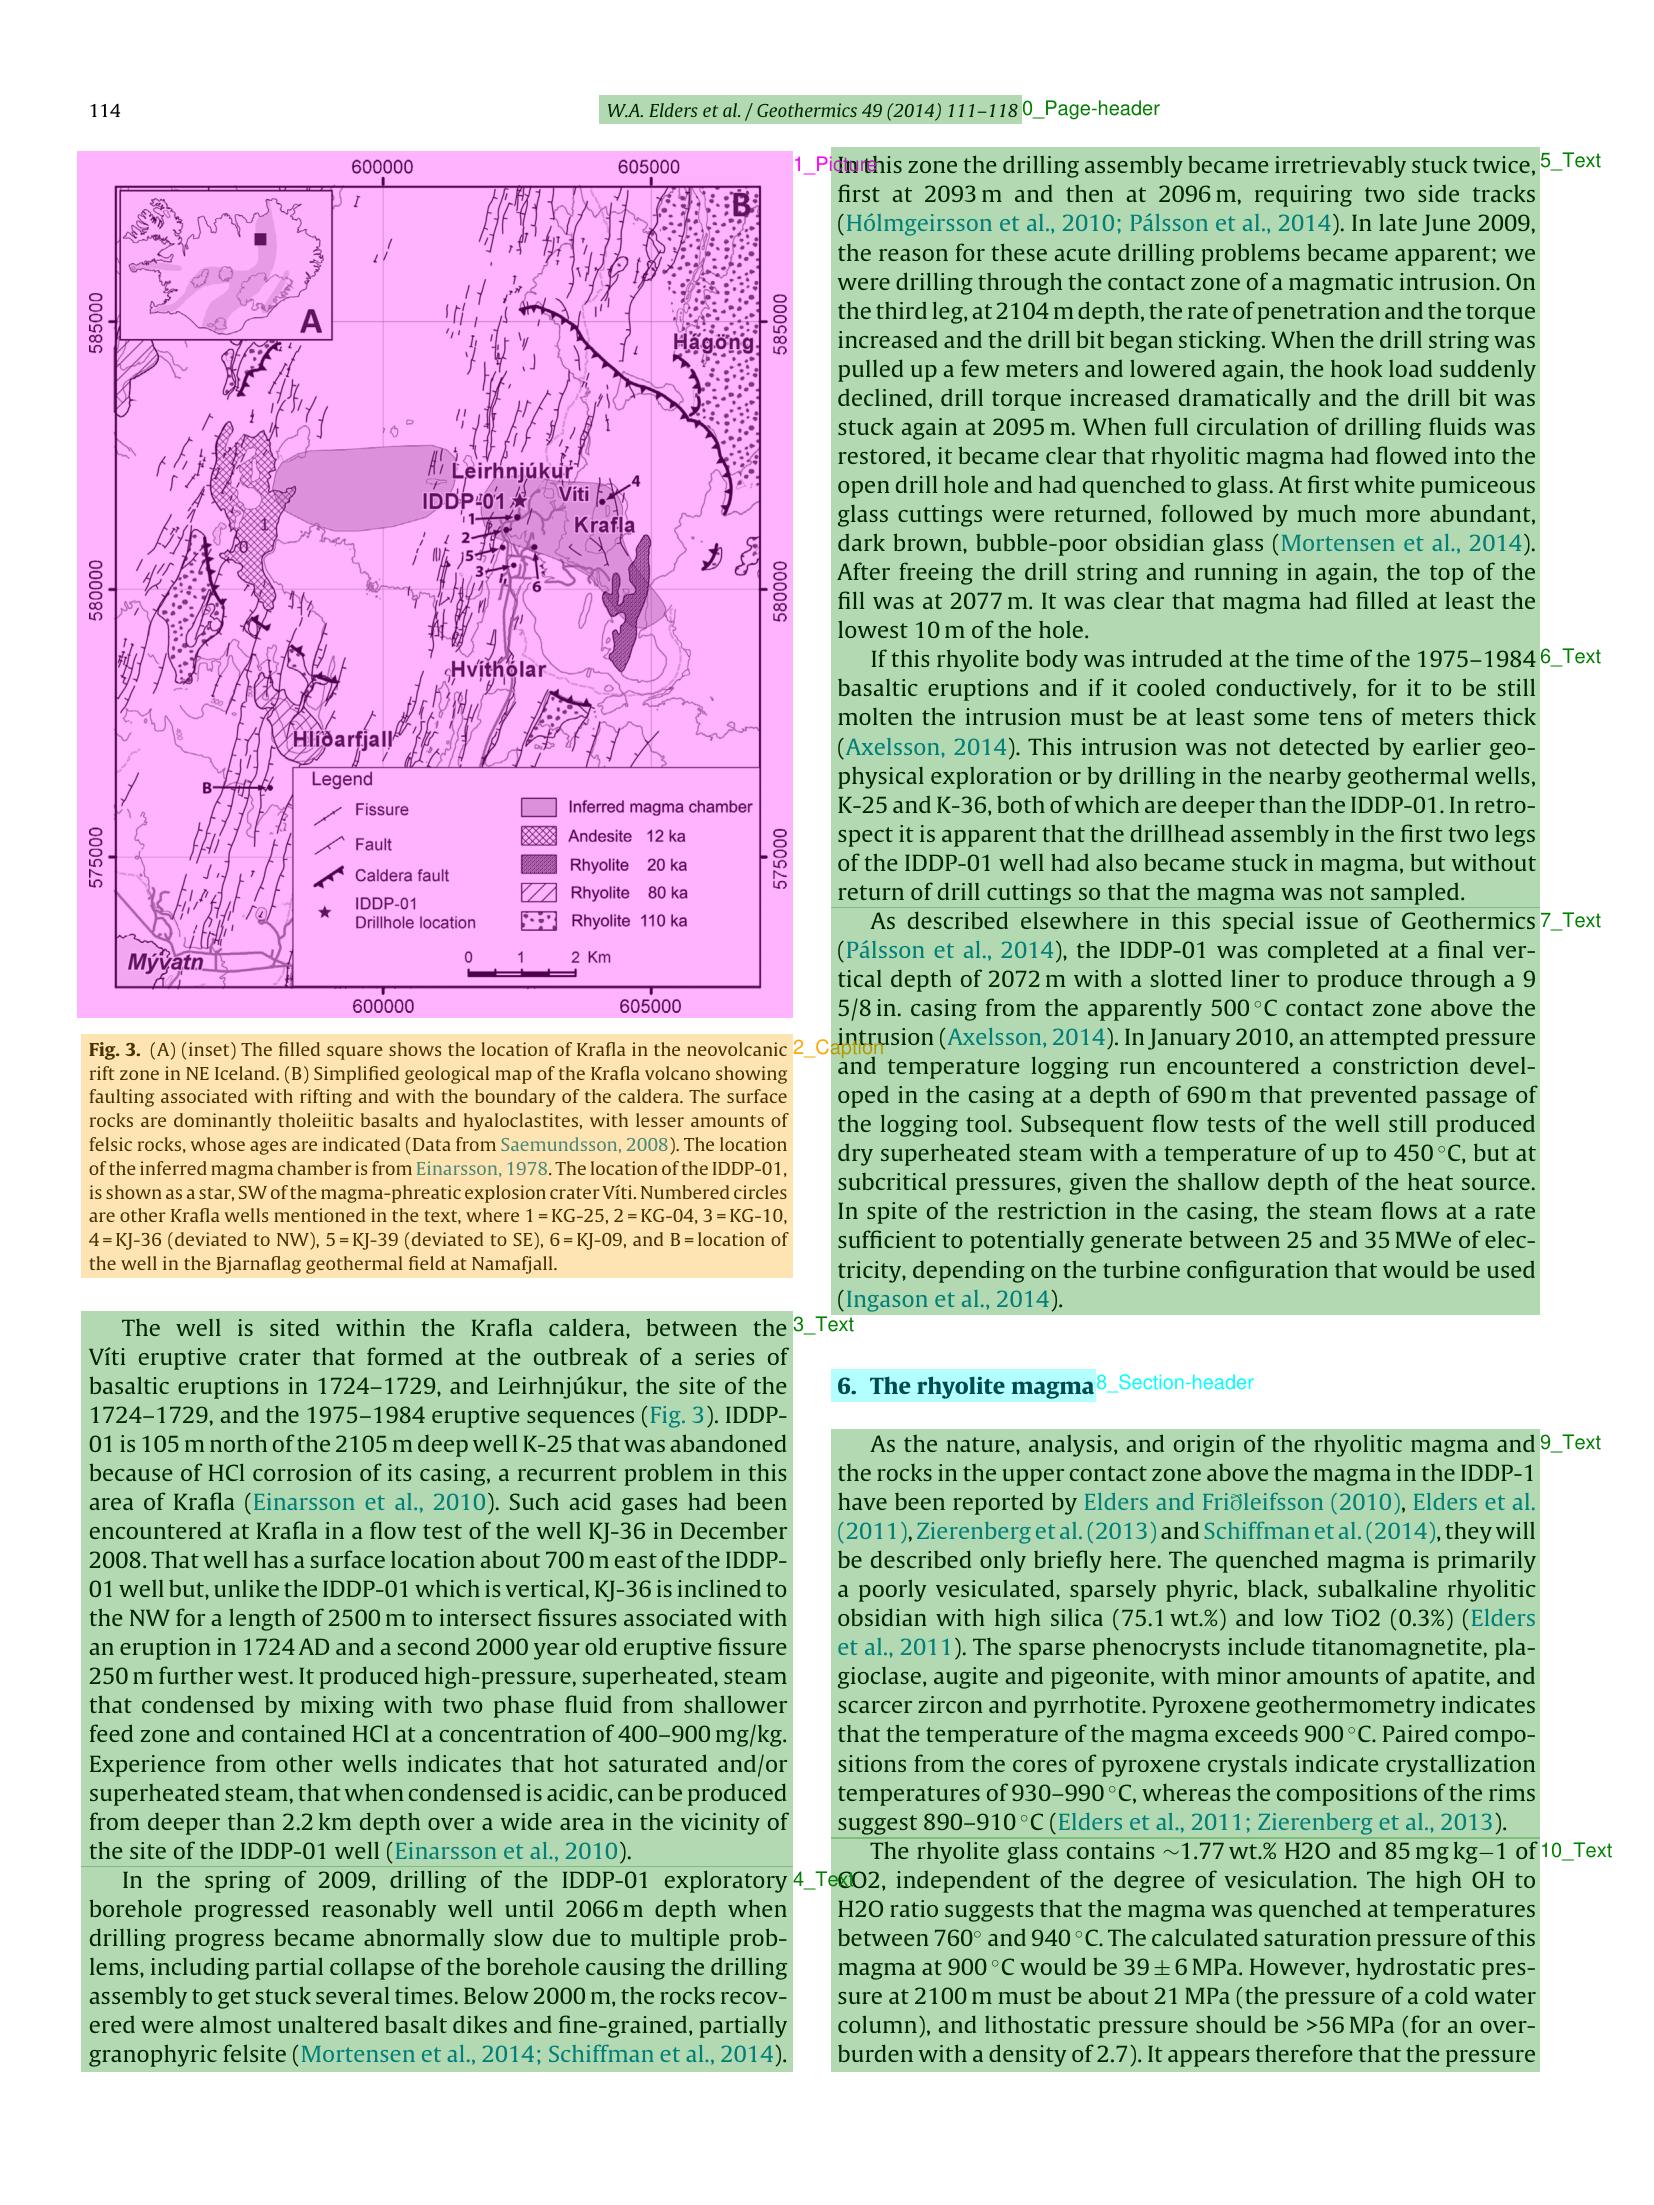 114
W.A. Elders et al. / Geothermics 49 (2014) 111–118
0_Page-header
1_Picture
600000
605000
B
A
585000
585000
Hágöng
Leirhnjúkur
IDDP-01
Víti
4
1
Krafla
2
5
3
6
1
0
580000
580000
Hvíthólar
Hlíðarfjall
B
Legend
Fissure
Fault
Caldera fault
IDDP-01
Drillhole location
Inferred magma chamber
Andesite 12 ka
Rhyolite 20 ka
Rhyolite 80 ka
Rhyolite 110 ka
0 1 2 Km
575000
575000
Mývatn
600000
605000
2_Caption
Fig. 3. (A) (inset) The filled square shows the location of Krafla in the neovolcanic
rift zone in NE Iceland. (B) Simplified geological map of the Krafla volcano showing
faulting associated with rifting and with the boundary of the caldera. The surface
rocks are dominantly tholeiitic basalts and hyaloclastites, with lesser amounts of
felsic rocks, whose ages are indicated (Data from Saemundsson, 2008). The location
of the inferred magma chamber is from Einarsson, 1978. The location of the IDDP-01,
is shown as a star, SW of the magma-phreatic explosion crater Víti. Numbered circles
are other Krafla wells mentioned in the text, where 1 = KG-25, 2 = KG-04, 3 = KG-10,
4 = KJ-36 (deviated to NW), 5 = KJ-39 (deviated to SE), 6 = KJ-09, and B = location of
the well in the Bjarnaflag geothermal field at Namafjall.
3_Text
The well is sited within the Krafla caldera, between the
Víti eruptive crater that formed at the outbreak of a series of
basaltic eruptions in 1724–1729, and Leirhnjúkur, the site of the
1724–1729, and the 1975–1984 eruptive sequences (Fig. 3). IDDP-
01 is 105 m north of the 2105 m deep well K-25 that was abandoned
because of HCl corrosion of its casing, a recurrent problem in this
area of Krafla (Einarsson et al., 2010). Such acid gases had been
encountered at Krafla in a flow test of the well KJ-36 in December
2008. That well has a surface location about 700 m east of the IDDP-
01 well but, unlike the IDDP-01 which is vertical, KJ-36 is inclined to
the NW for a length of 2500 m to intersect fissures associated with
an eruption in 1724 AD and a second 2000 year old eruptive fissure
250 m further west. It produced high-pressure, superheated, steam
that condensed by mixing with two phase fluid from shallower
feed zone and contained HCl at a concentration of 400–900 mg/kg.
Experience from other wells indicates that hot saturated and/or
superheated steam, that when condensed is acidic, can be produced
from deeper than 2.2 km depth over a wide area in the vicinity of
the site of the IDDP-01 well (Einarsson et al., 2010).
4_Text
In the spring of 2009, drilling of the IDDP-01 exploratory
borehole progressed reasonably well until 2066 m depth when
drilling progress became abnormally slow due to multiple prob-
lems, including partial collapse of the borehole causing the drilling
assembly to get stuck several times. Below 2000 m, the rocks recov-
ered were almost unaltered basalt dikes and fine-grained, partially
granophyric felsite (Mortensen et al., 2014; Schiffman et al., 2014).
5_Text
In this zone the drilling assembly became irretrievably stuck twice,
first at 2093 m and then at 2096 m, requiring two side tracks
(Hólmgeirsson et al., 2010; Pálsson et al., 2014). In late June 2009,
the reason for these acute drilling problems became apparent; we
were drilling through the contact zone of a magmatic intrusion. On
the third leg, at 2104 m depth, the rate of penetration and the torque
increased and the drill bit began sticking. When the drill string was
pulled up a few meters and lowered again, the hook load suddenly
declined, drill torque increased dramatically and the drill bit was
stuck again at 2095 m. When full circulation of drilling fluids was
restored, it became clear that rhyolitic magma had flowed into the
open drill hole and had quenched to glass. At first white pumiceous
glass cuttings were returned, followed by much more abundant,
dark brown, bubble-poor obsidian glass (Mortensen et al., 2014).
After freeing the drill string and running in again, the top of the
fill was at 2077 m. It was clear that magma had filled at least the
lowest 10 m of the hole.
6_Text
If this rhyolite body was intruded at the time of the 1975–1984
basaltic eruptions and if it cooled conductively, for it to be still
molten the intrusion must be at least some tens of meters thick
(Axelsson, 2014). This intrusion was not detected by earlier geo-
physical exploration or by drilling in the nearby geothermal wells,
K-25 and K-36, both of which are deeper than the IDDP-01. In retro-
spect it is apparent that the drillhead assembly in the first two legs
of the IDDP-01 well had also became stuck in magma, but without
return of drill cuttings so that the magma was not sampled.
7_Text
As described elsewhere in this special issue of Geothermics
(Pálsson et al., 2014), the IDDP-01 was completed at a final ver-
tical depth of 2072 m with a slotted liner to produce through a 9
5/8 in. casing from the apparently 500 °C contact zone above the
intrusion (Axelsson, 2014). In January 2010, an attempted pressure
and temperature logging run encountered a constriction devel-
oped in the casing at a depth of 690 m that prevented passage of
the logging tool. Subsequent flow tests of the well still produced
dry superheated steam with a temperature of up to 450 °C, but at
subcritical pressures, given the shallow depth of the heat source.
In spite of the restriction in the casing, the steam flows at a rate
sufficient to potentially generate between 25 and 35 MWe of elec-
tricity, depending on the turbine configuration that would be used
(Ingason et al., 2014).
6. The rhyolite magma
8_Section-header
9_Text
As the nature, analysis, and origin of the rhyolitic magma and
the rocks in the upper contact zone above the magma in the IDDP-1
have been reported by Elders and Friðleifsson (2010), Elders et al.
(2011), Zierenberg et al. (2013) and Schiffman et al. (2014), they will
be described only briefly here. The quenched magma is primarily
a poorly vesiculated, sparsely phyric, black, subalkaline rhyolitic
obsidian with high silica (75.1 wt.%) and low TiO2 (0.3%) (Elders
et al., 2011). The sparse phenocrysts include titanomagnetite, pla-
gioclase, augite and pigeonite, with minor amounts of apatite, and
scarcer zircon and pyrrhotite. Pyroxene geothermometry indicates
that the temperature of the magma exceeds 900 °C. Paired compo-
sitions from the cores of pyroxene crystals indicate crystallization
temperatures of 930–990 °C, whereas the compositions of the rims
suggest 890–910 °C (Elders et al., 2011; Zierenberg et al., 2013).
10_Text
The rhyolite glass contains ∼1.77 wt.% H2O and 85 mg kg−1 of
CO2, independent of the degree of vesiculation. The high OH to
H2O ratio suggests that the magma was quenched at temperatures
between 760° and 940 °C. The calculated saturation pressure of this
magma at 900 °C would be 39 ± 6 MPa. However, hydrostatic pres-
sure at 2100 m must be about 21 MPa (the pressure of a cold water
column), and lithostatic pressure should be >56 MPa (for an over-
burden with a density of 2.7). It appears therefore that the pressure